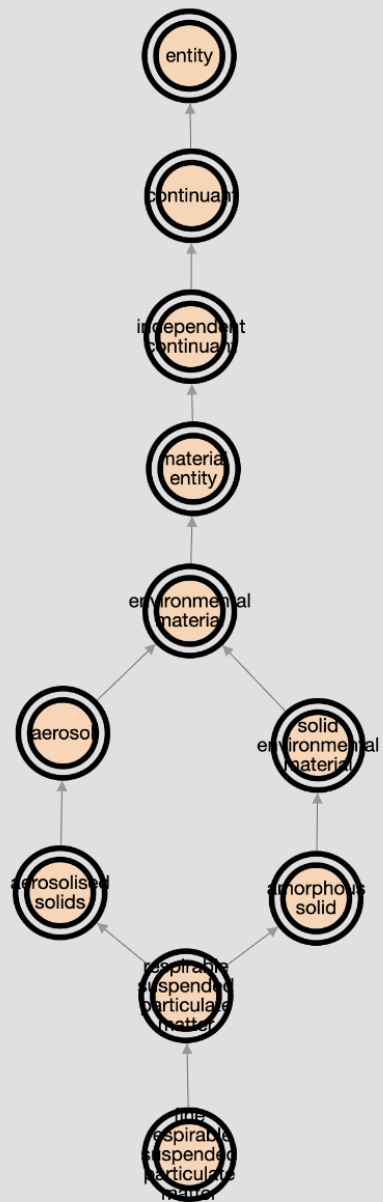 entity
continuant
independent
continuant
material
entity
environmental
material
aerosol
solid
environmental
material
aerosolised
solids
amorphous
solid
respirable
suspended
particulate
matter
fine
respirable
suspended
particulate
matter